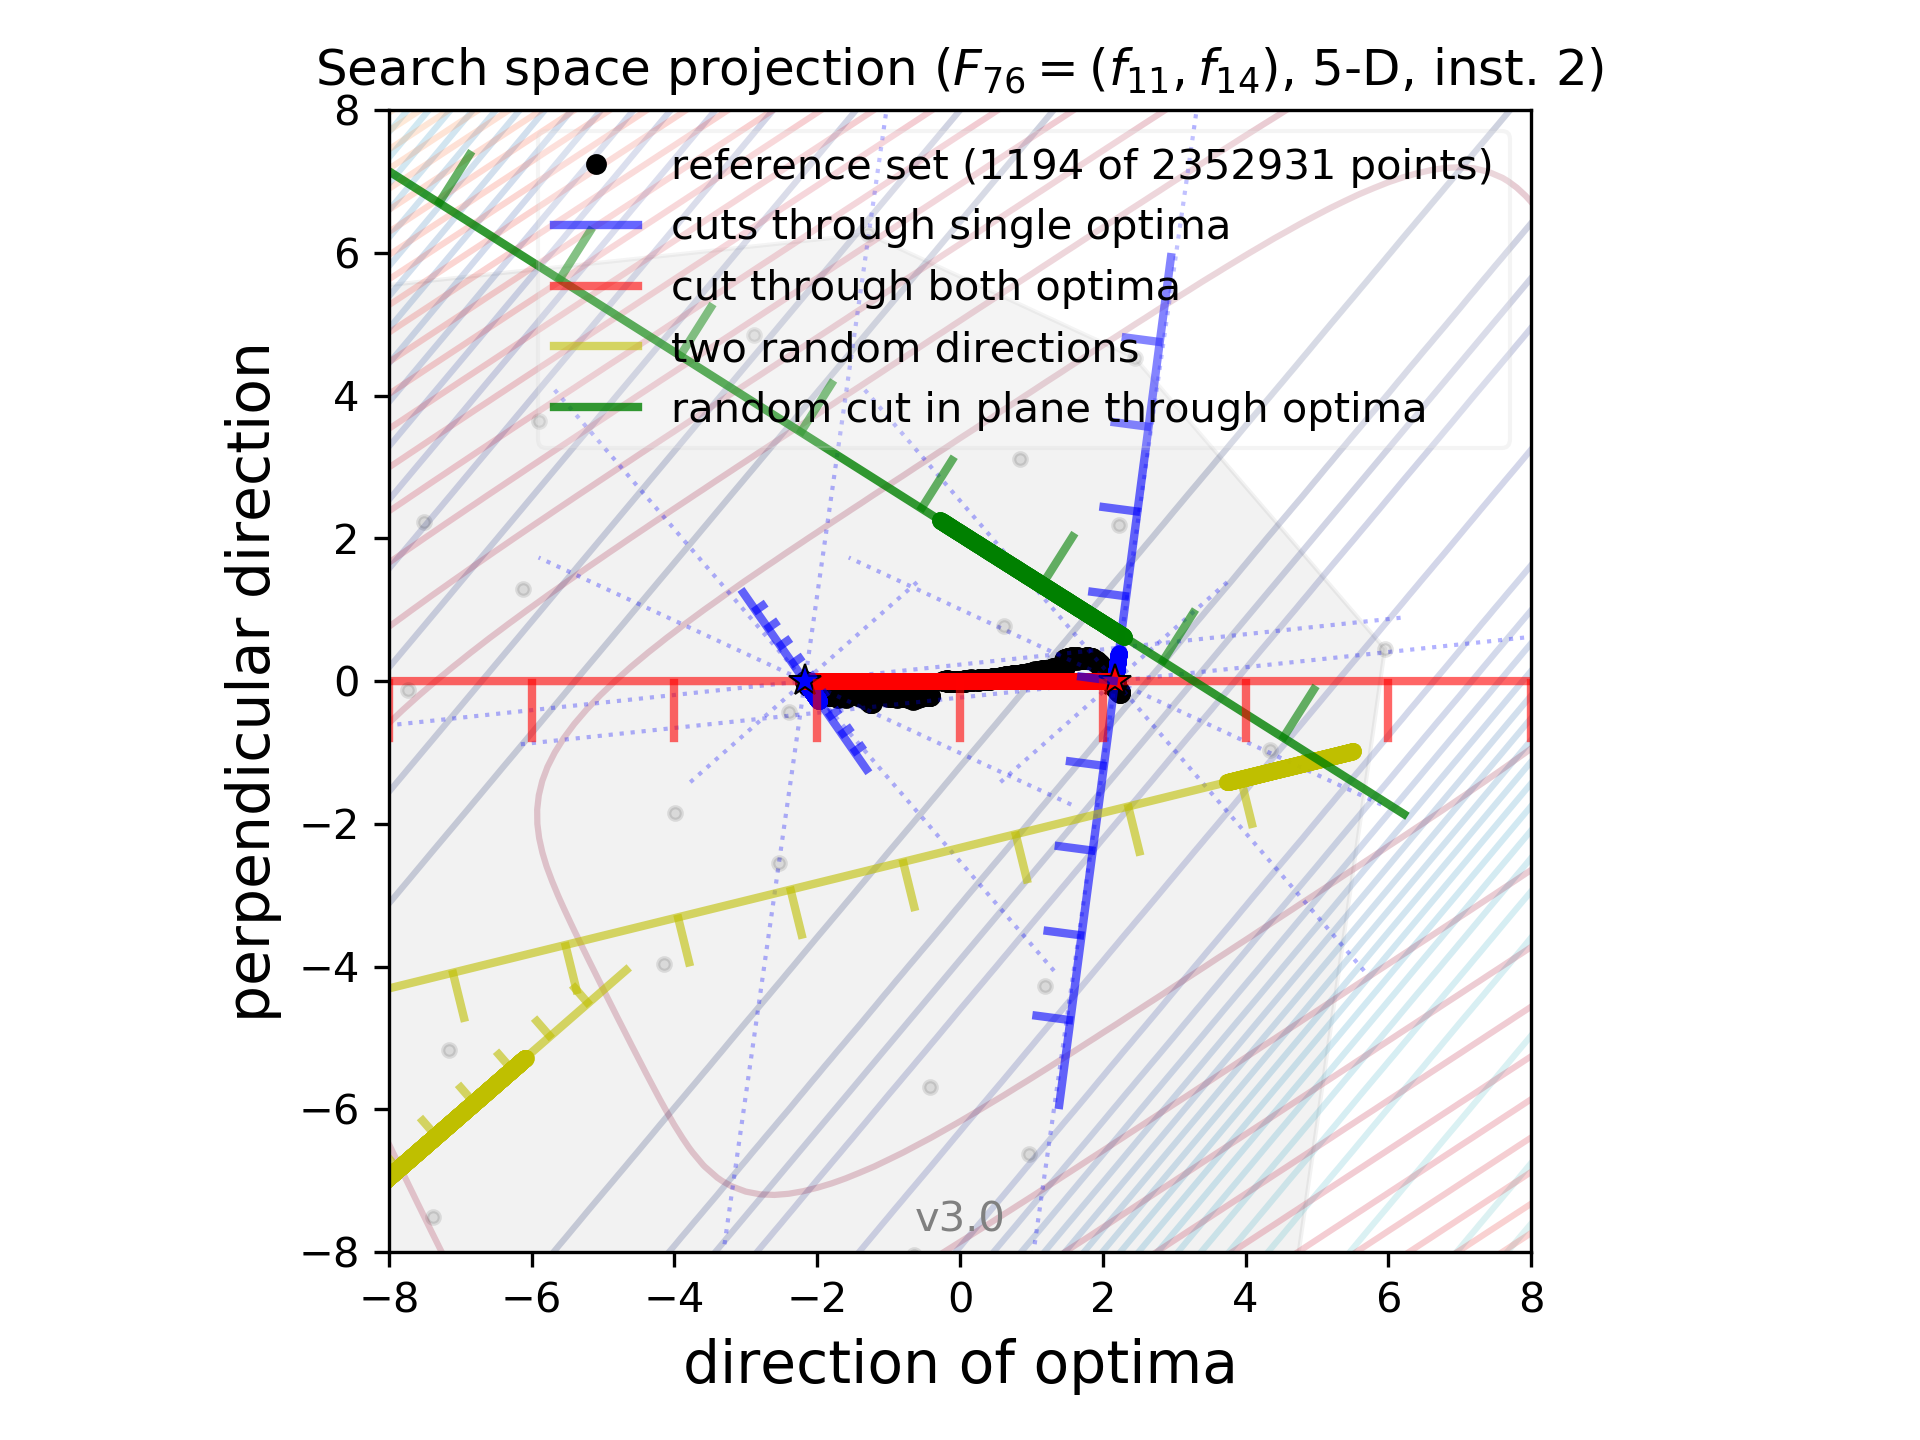 Search space projection (F₇₆ = (f₁₁, f₁₄), 5-D, inst. 2)
reference set (1194 of 2352931 points)
cuts through single optima
cut through both optima
two random directions
random cut in plane through optima
perpendicular direction
8
6
4
2
0
−2
−4
−6
−8
v3.0
−8 −6 −4 −2 0 2 4 6 8
direction of optima